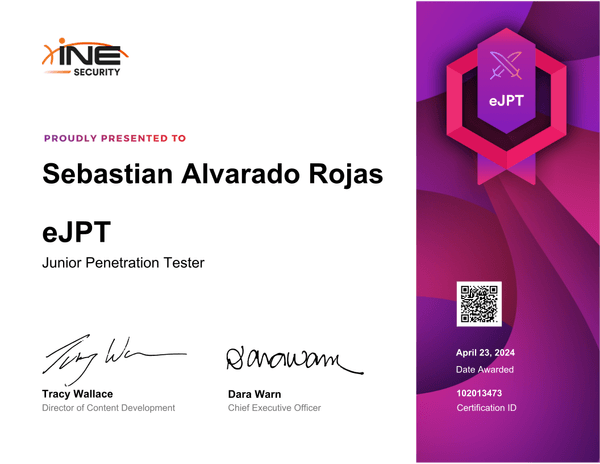 INE
SECURITY
PROUDLY PRESENTED TO
Sebastian Alvarado Rojas
eJPT
Junior Penetration Tester
Tracy Wallace
Director of Content Development
Dara Warn
Chief Executive Officer
eJPT
April 23, 2024
Date Awarded
102013473
Certification ID